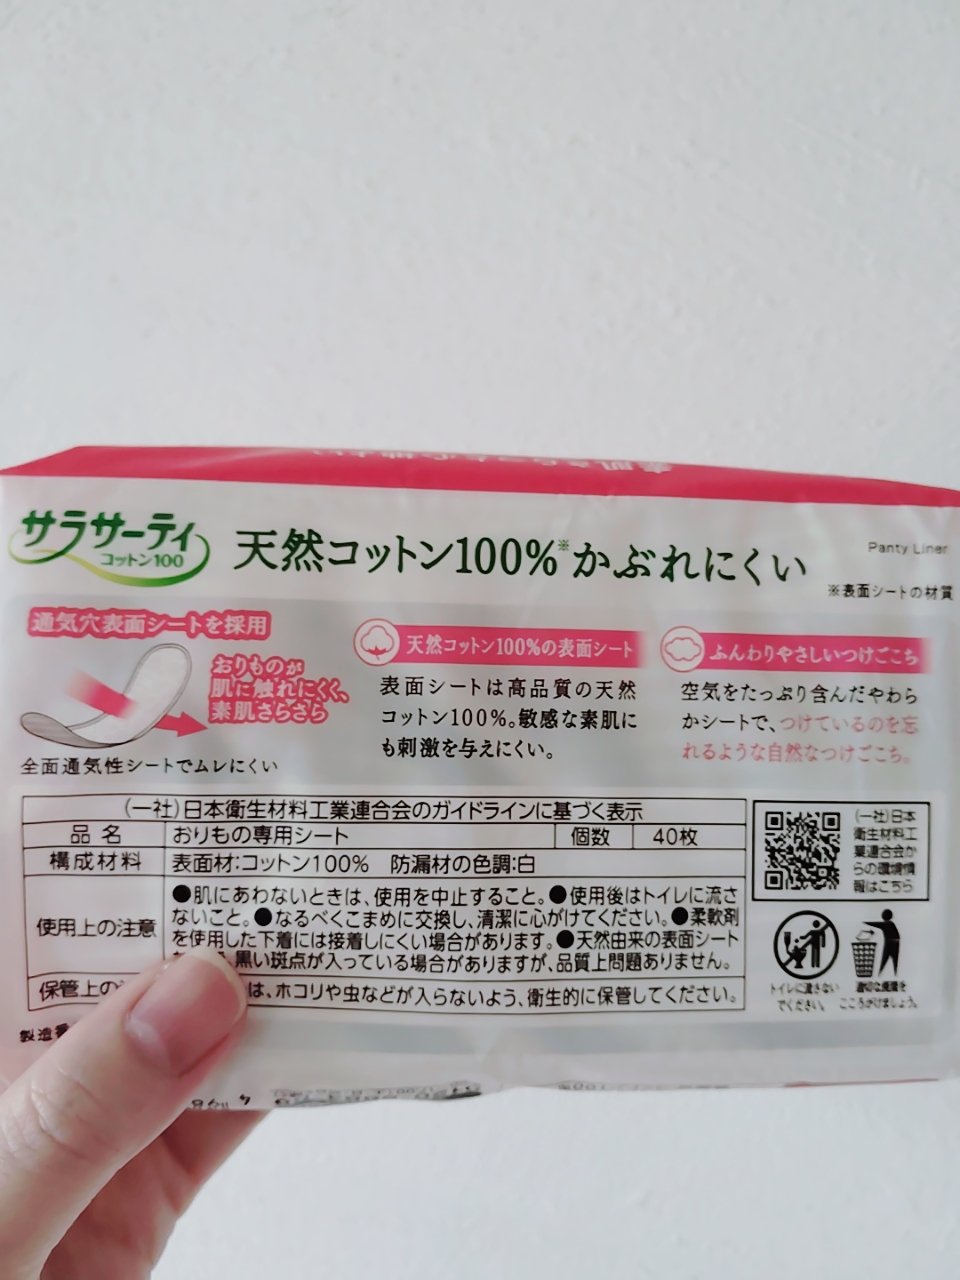 サラサーティ
コットン100
天然コットン100%※かぶれにくい
Panty Liner
※表面シートの材質
通気穴表面シートを採用
おりものが
肌に触れにくく、
素肌さらさら
全面通気性シートでムレにくい
天然コットン100%の表面シート
表面シートは高品質の天然
コットン100%。敏感な素肌に
も刺激を与えにくい。
ふんわりやさしいつけごこち
空気をたっぷり含んだやわら
かシートで、つけているのを忘
れるような自然なつけごこち。
(一社)日本衛生材料工業連合会のガイドラインに基づく表示
品名 おりもの専用シート 個数 40枚
構成材料 表面材:コットン100% 防漏材の色調:白
使用上の注意
●肌にあわないときは、使用を中止すること。●使用後はトイレに流さ
ないこと。●なるべくこまめに交換し、清潔に心がけてください。●柔軟剤
を使用した下着には接着しにくい場合があります。●天然由来の表面シート
黒い斑点が入っている場合がありますが、品質上問題ありません。
保管上の
は、ホコリや虫などが入らないよう、衛生的に保管してください。
(一社)日本
衛生材料工
業連合会か
らの環境情
報はこちら
トイレに流さない
でください。
適切な廃棄を
こころがけましょう。
製造番